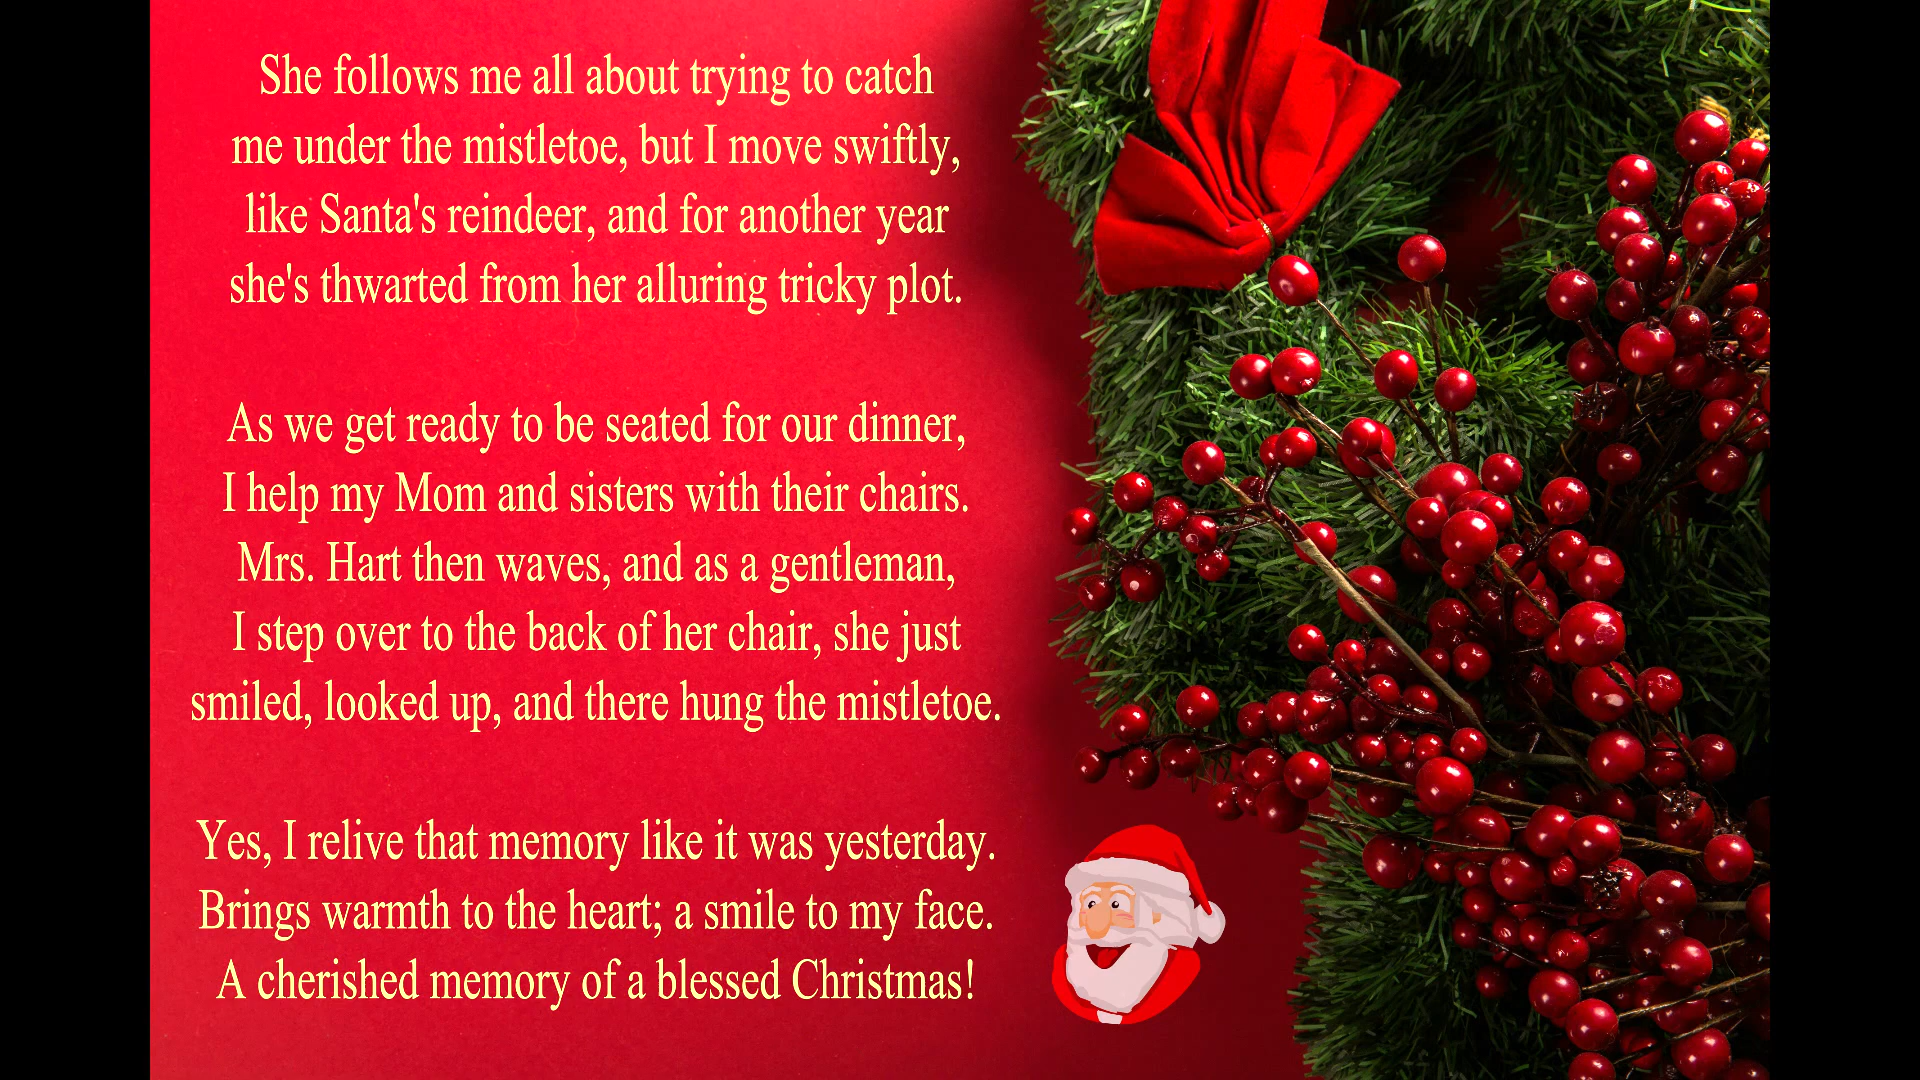 She follows me all about trying to catch
me under the mistletoe, but I move swiftly,
like Santa's reindeer, and for another year
she's thwarted from her alluring tricky plot.
As we get ready to be seated for our dinner,
I help my Mom and sisters with their chairs.
Mrs. Hart then waves, and as a gentleman,
I step over to the back of her chair, she just
smiled, looked up, and there hung the mistletoe.
Yes, I relive that memory like it was yesterday.
Brings warmth to the heart; a smile to my face.
A cherished memory of a blessed Christmas!